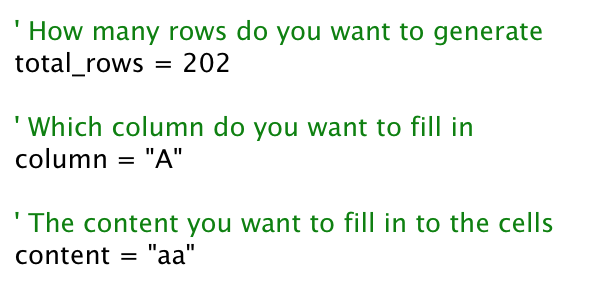 ' How many rows do you want to generate
total_rows = 202
' Which column do you want to fill in
column = "A"
' The content you want to fill in to the cells
content = "aa"